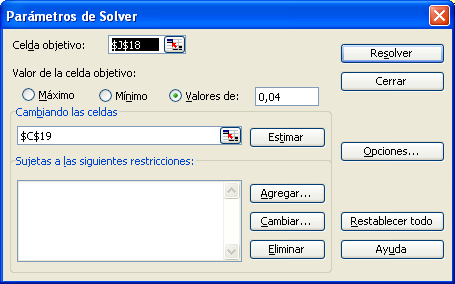 Parámetros de Solver
Celda objetivo: $J$18
Resolver
Valor de la celda objetivo:
Cerrar
Máximo Mínimo Valores de: 0,04
Cambiando las celdas
$C$19 Estimar
Opciones...
Sujetas a las siguientes restricciones:
Agregar...
Cambiar... Restablecer todo
Eliminar Ayuda